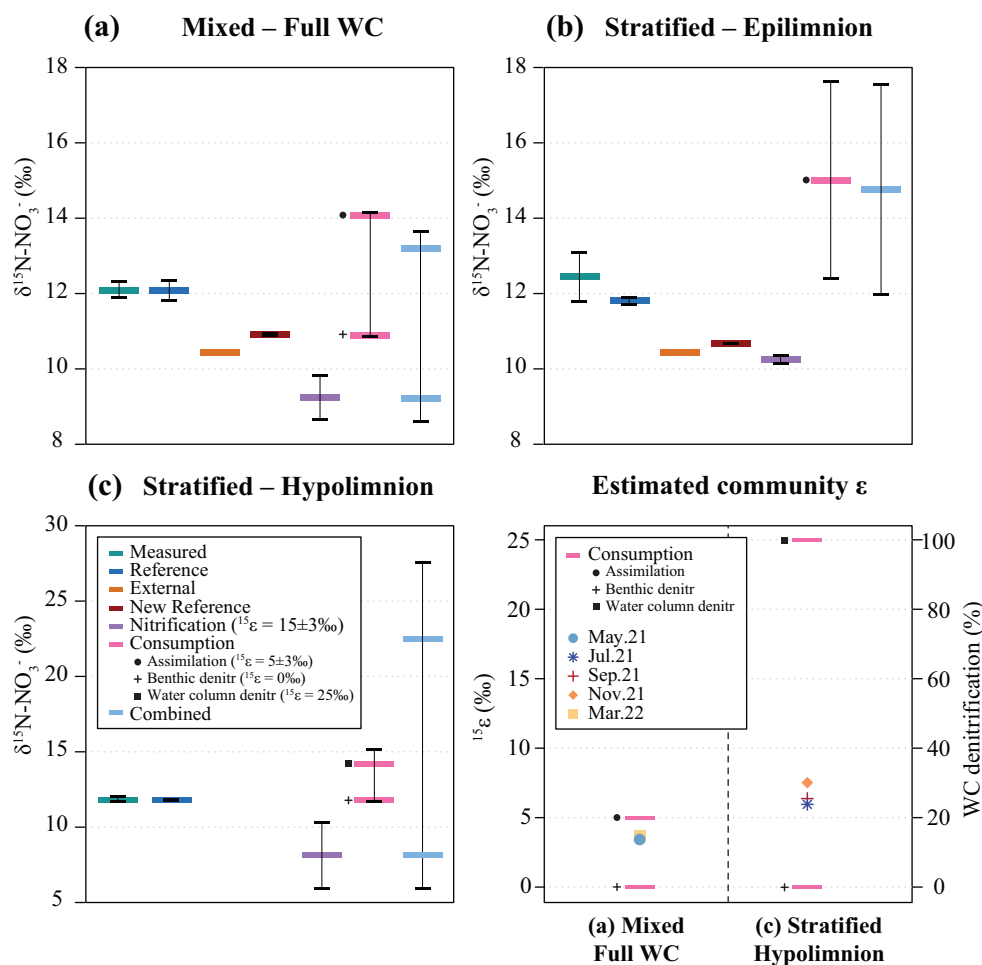 (a) Mixed – Full WC
18
16
14
12
10
8
δ¹⁵N-NO₃⁻ (‰)
(b) Stratified – Epilimnion
18
16
14
12
10
8
δ¹⁵N-NO₃⁻ (‰)
(c) Stratified – Hypolimnion
30
25
20
15
10
5
δ¹⁵N-NO₃⁻ (‰)
Measured
Reference
External
New Reference
Nitrification (¹⁵ε = 15±3‰)
Consumption
Assimilation (¹⁵ε = 5±3‰)
Benthic denitr (¹⁵ε = 0‰)
Water column denitr (¹⁵ε = 25‰)
Combined
Estimated community ε
25
20
15
10
5
0
¹⁵ε (‰)
Consumption
Assimilation
Benthic denitr
Water column denitr
May.21
Jul.21
Sep.21
Nov.21
Mar.22
100
80
60
40
20
0
WC denitrification (%)
(a) Mixed
Full WC
(c) Stratified
Hypolimnion